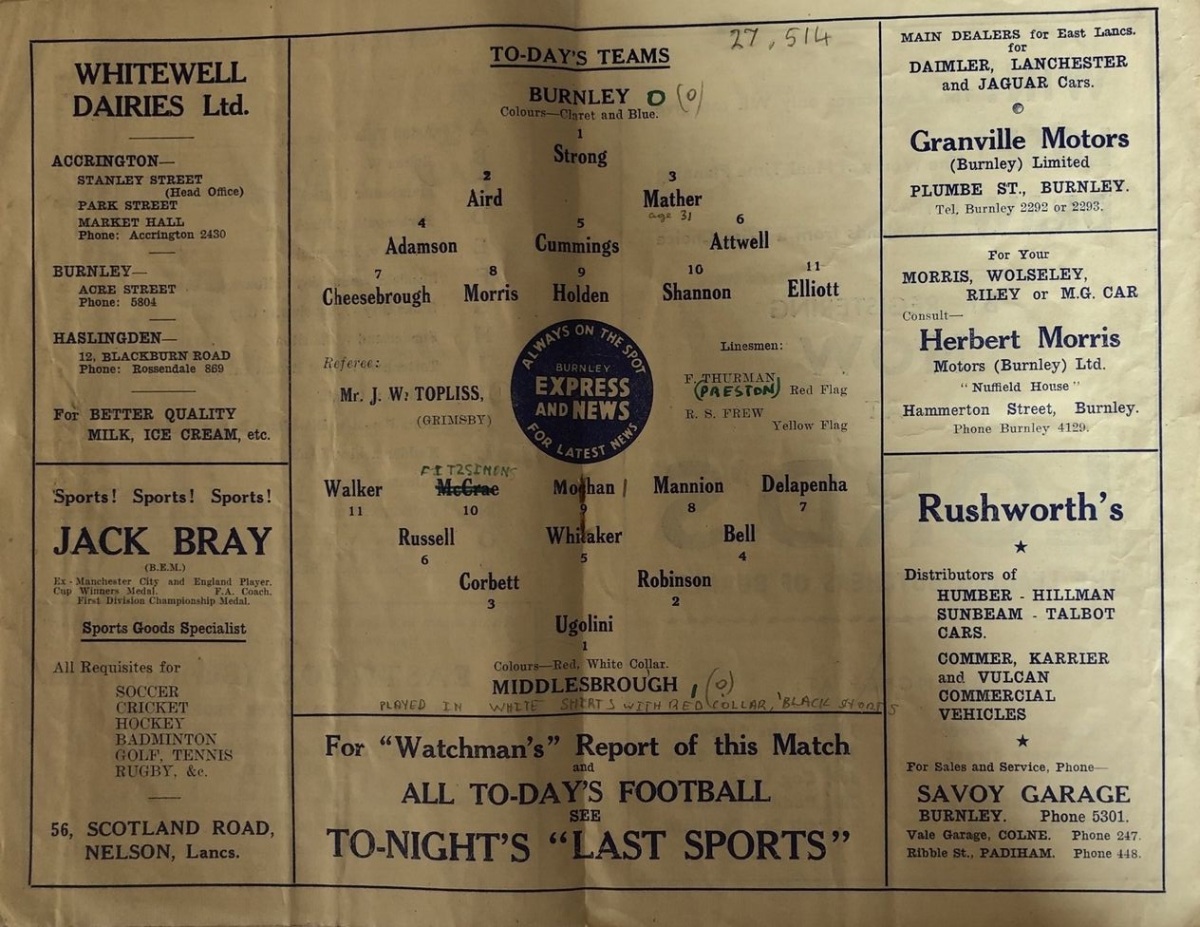 WHITEWELL
DAIRIES Ltd.
ACCRINGTON—
STANLEY STREET
(Head Office)
PARK STREET
MARKET HALL
Phone: Accrington 2430
BURNLEY—
ACRE STREET
Phone: 5804
HASLINGDEN—
12, BLACKBURN ROAD
Phone: Rossendale 869
For BETTER QUALITY
MILK, ICE CREAM, etc.
Sports! Sports! Sports!
JACK BRAY
(B.E.M.)
Ex-Manchester City and England Player.
Cup Winners Medal. F.A. Coach.
First Division Championship Medal.
Sports Goods Specialist
All Requisites for
SOCCER
CRICKET
HOCKEY
BADMINTON
GOLF, TENNIS
RUGBY, &c.
56, SCOTLAND ROAD,
NELSON, Lancs.
27,514
TO-DAY'S TEAMS
BURNLEY 0 (0)
Colours—Claret and Blue.
1
Strong
2 3
Aird Mather
age 31
4 5 6
Adamson Cummings Attwell
7 8 9 10 11
Cheesebrough Morris Holden Shannon Elliott
ALWAYS ON THE SPOT
BURNLEY
EXPRESS
AND NEWS
FOR LATEST NEWS
Referee:
Mr. J. W. TOPLISS,
(GRIMSBY)
Linesmen:
F. THURMAN
(PRESTON) Red Flag
R. S. FREW
Yellow Flag
FITZSIMONS
Walker McCrae Mochan 1 Mannion Delapenha
11 10 9 8 7
Russell Whitaker Bell
6 5 4
Corbett Robinson
3 2
Ugolini
1
Colours—Red, White Collar.
MIDDLESBROUGH 1 (0)
PLAYED IN WHITE SHIRTS WITH RED COLLAR, BLACK SHORTS
For "Watchman's" Report of this Match
and
ALL TO-DAY'S FOOTBALL
SEE
TO-NIGHT'S "LAST SPORTS"
MAIN DEALERS for East Lancs.
for
DAIMLER, LANCHESTER
and JAGUAR Cars.
Granville Motors
(Burnley) Limited
PLUMBE ST., BURNLEY.
Tel. Burnley 2292 or 2293.
For Your
MORRIS, WOLSELEY,
RILEY or M.G. CAR
Consult—
Herbert Morris
Motors (Burnley) Ltd.
"Nuffield House"
Hammerton Street, Burnley.
Phone Burnley 4129.
Rushworth's
Distributors of
HUMBER - HILLMAN
SUNBEAM - TALBOT
CARS.
COMMER, KARRIER
and VULCAN
COMMERCIAL
VEHICLES
For Sales and Service, Phone—
SAVOY GARAGE
BURNLEY. Phone 5301.
Vale Garage, COLNE. Phone 247.
Ribble St., PADIHAM. Phone 448.